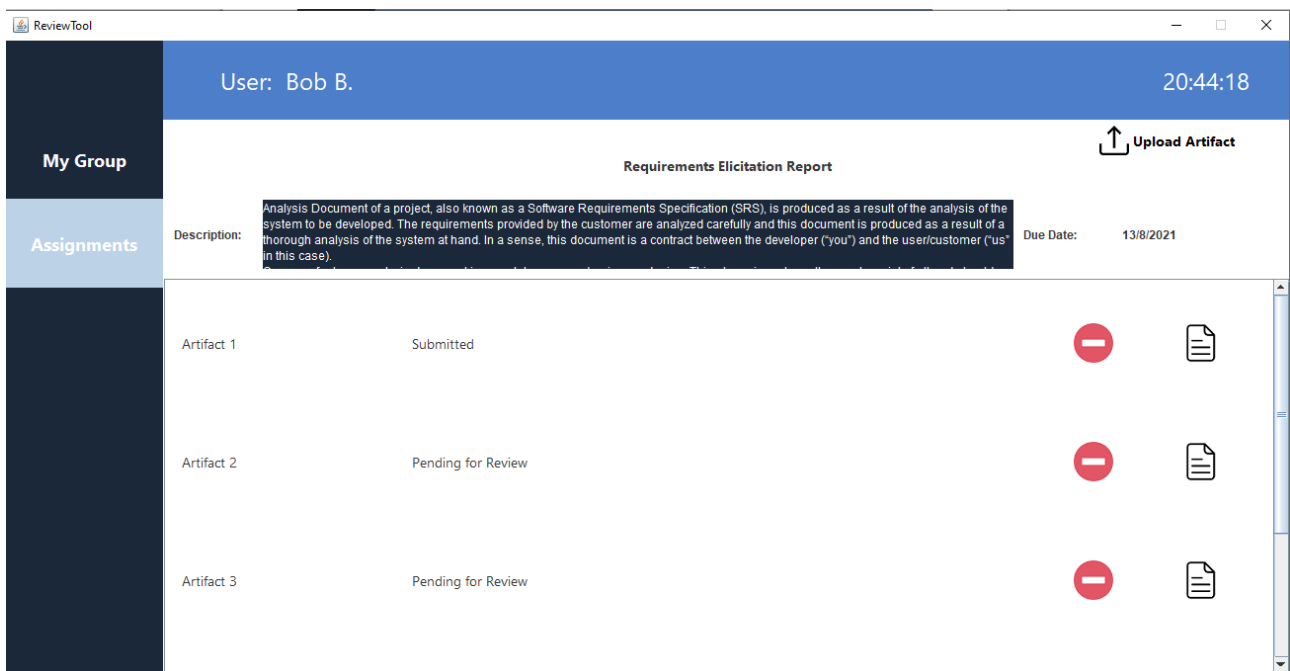 ReviewTool
User: Bob B.
20:44:18
My Group
Assignments
Upload Artifact
Requirements Elicitation Report
Description:
Analysis Document of a project, also known as a Software Requirements Specification (SRS), is produced as a result of the analysis of the
system to be developed. The requirements provided by the customer are analyzed carefully and this document is produced as a result of a
thorough analysis of the system at hand. In a sense, this document is a contract between the developer (“you”) and the user/customer (“us”
in this case).
Due Date:
13/8/2021
Artifact 1
Submitted
Artifact 2
Pending for Review
Artifact 3
Pending for Review